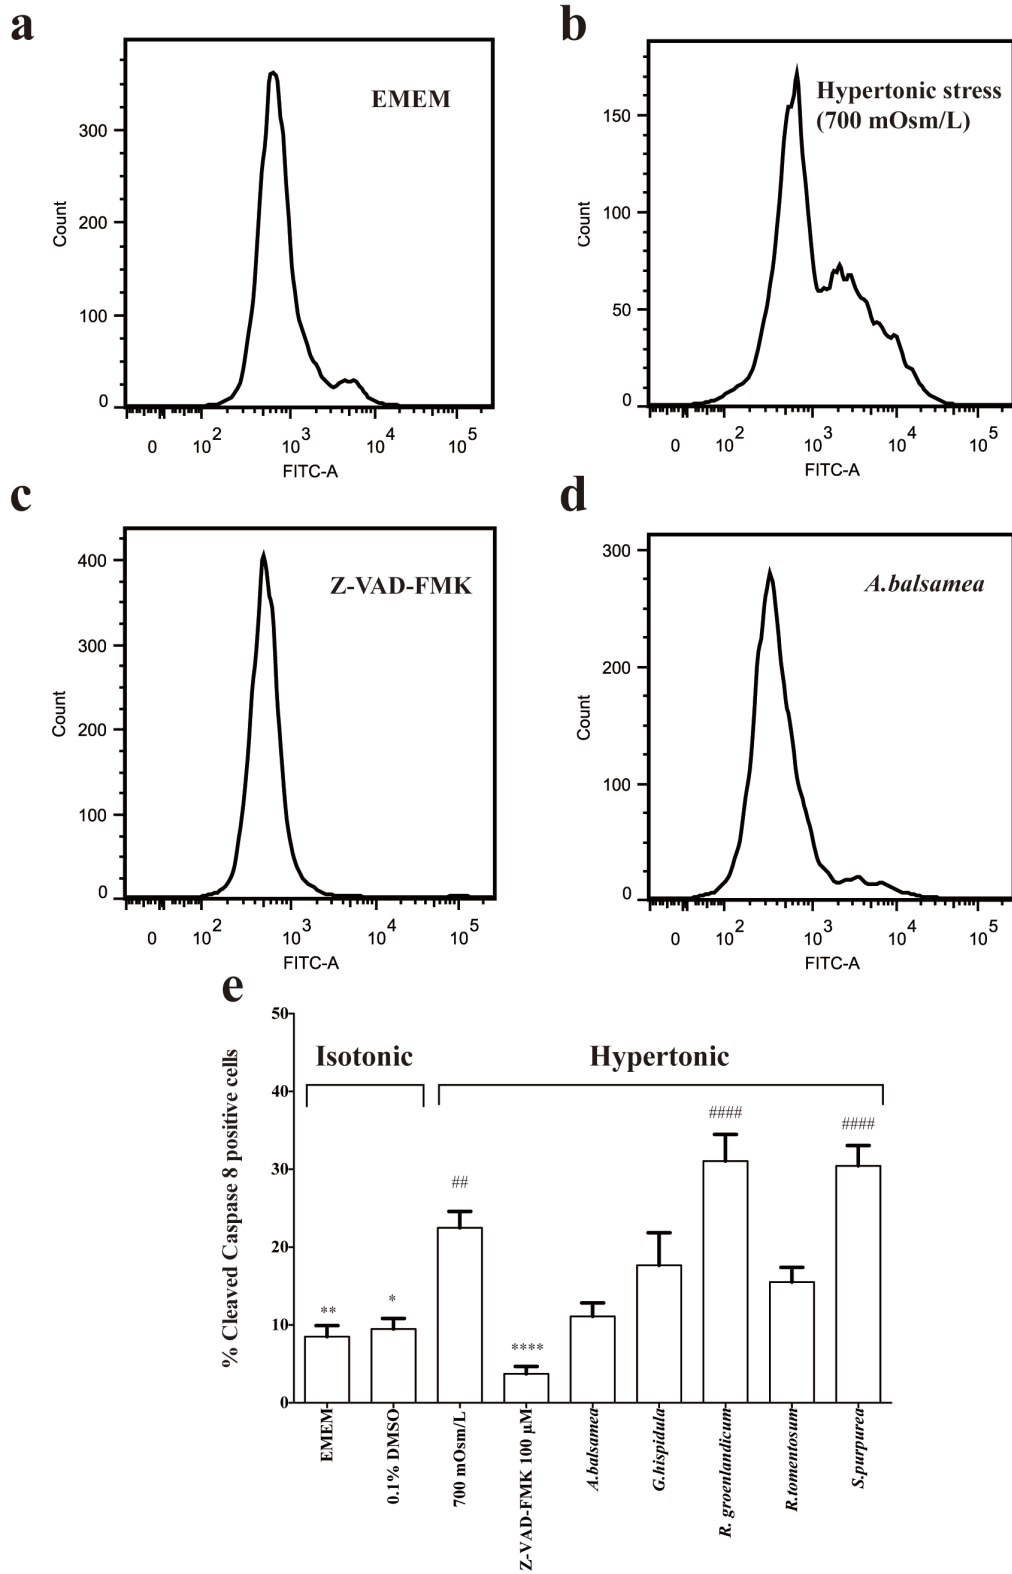 a
EMEM
300
200
100
0
Count
0 10^2 10^3 10^4 10^5
FITC-A
b
Hypertonic stress
(700 mOsm/L)
150
100
50
0
Count
0 10^2 10^3 10^4 10^5
FITC-A
c
Z-VAD-FMK
400
300
200
100
0
Count
0 10^2 10^3 10^4 10^5
FITC-A
d
A.balsamea
300
200
100
0
Count
0 10^2 10^3 10^4 10^5
FITC-A
e
% Cleaved Caspase 8 positive cells
50
40
30
20
10
0
Isotonic
Hypertonic
**
*
##
****
####
####
EMEM
0.1% DMSO
700 mOsm/L
Z-VAD-FMK 100 µM
A.balsamea
G.hispidula
R. groenlandicum
R.tomentosum
S.purpurea